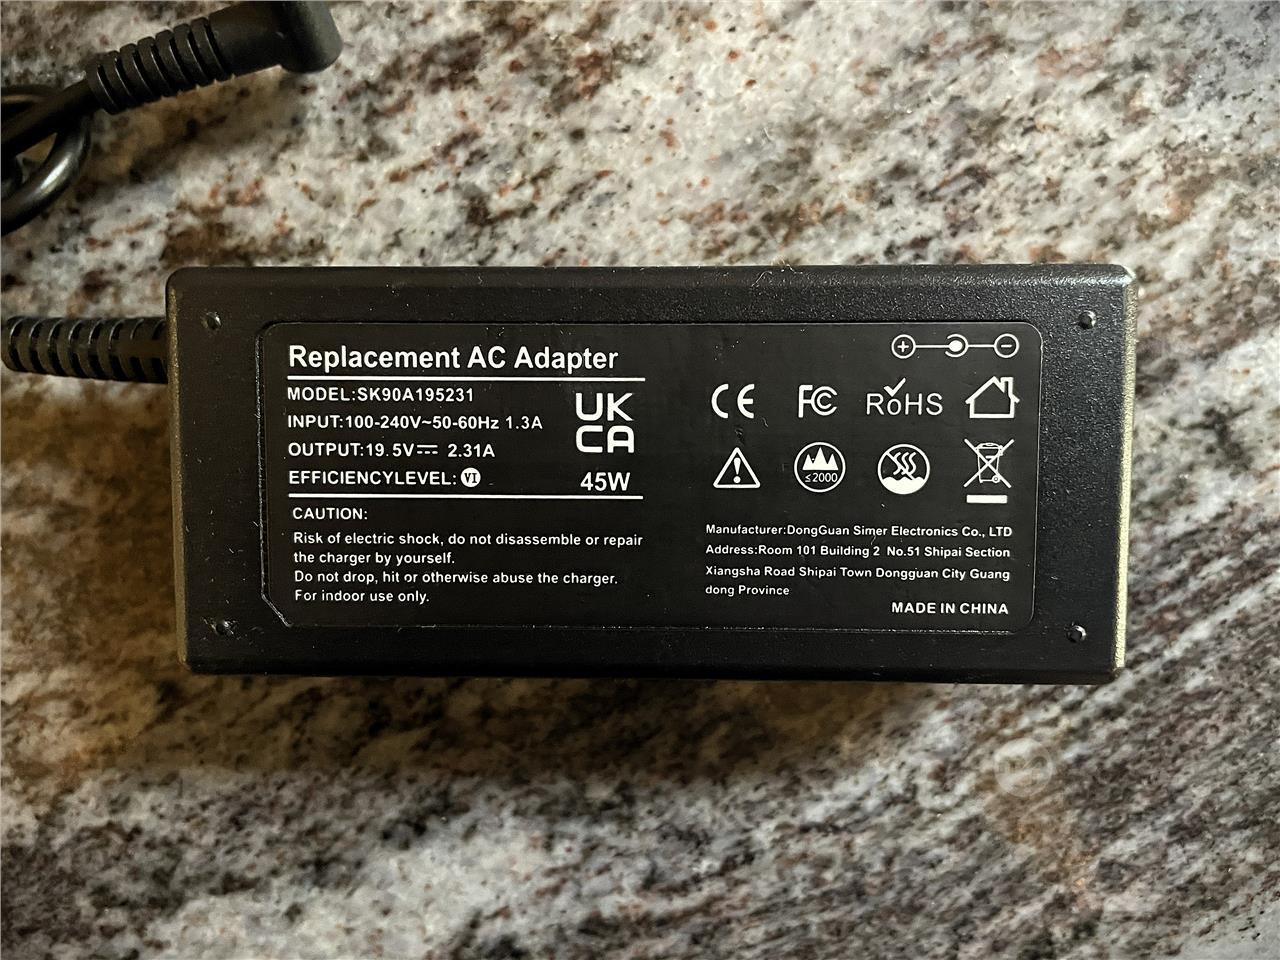 Replacement AC Adapter
MODEL:SK90A195231
INPUT:100-240V~50-60Hz 1.3A
OUTPUT:19.5V⎓ 2.31A
EFFICIENCYLEVEL: VI
UK
CA
45W
CAUTION:
Risk of electric shock, do not disassemble or repair
the charger by yourself.
Do not drop, hit or otherwise abuse the charger.
For indoor use only.
CE FC RoHS
≤2000
Manufacturer:DongGuan Simer Electronics Co., LTD
Address:Room 101 Building 2 No.51 Shipai Section
Xiangsha Road Shipai Town Dongguan City Guang
dong Province
MADE IN CHINA